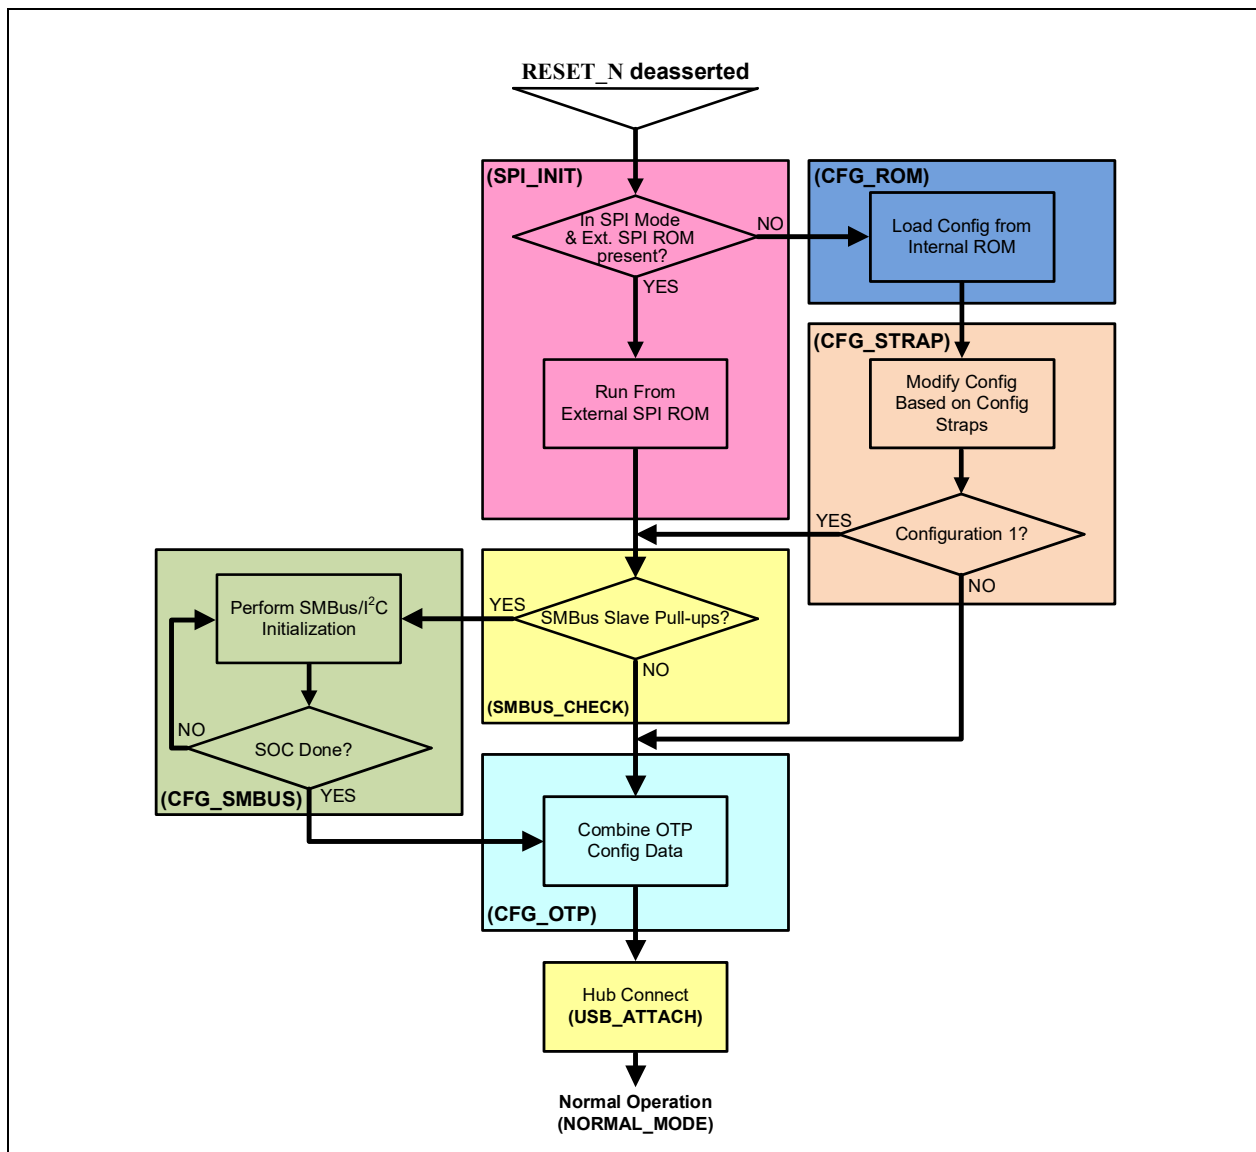 RESET_N deasserted
(SPI_INIT)
In SPI Mode
& Ext. SPI ROM
present?
NO
YES
Run From
External SPI ROM
(CFG_ROM)
Load Config from
Internal ROM
(CFG_STRAP)
Modify Config
Based on Config
Straps
YES
Configuration 1?
NO
SMBus Slave Pull-ups?
YES
NO
(SMBUS_CHECK)
Perform SMBus/I²C
Initialization
NO
SOC Done?
(CFG_SMBUS)
YES
Combine OTP
Config Data
(CFG_OTP)
Hub Connect
(USB_ATTACH)
Normal Operation
(NORMAL_MODE)